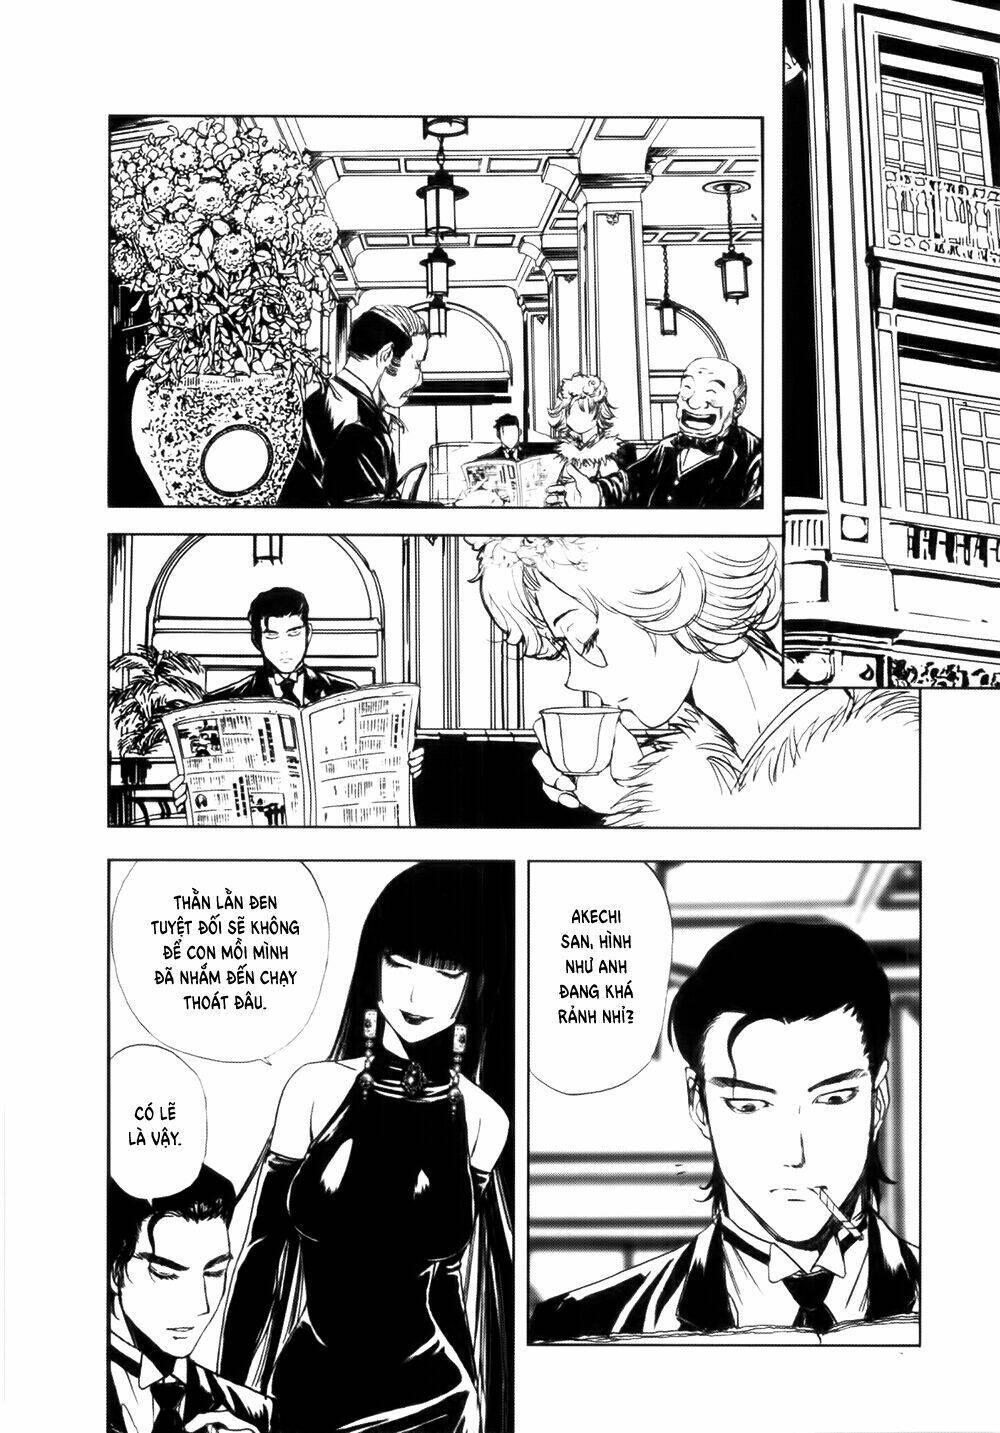 AKECHI
SAN, HÌNH
NHƯ ANH
ĐANG KHÁ
RẢNH NHỈ?
THẰN LẰN ĐEN
TUYỆT ĐỐI SẼ KHÔNG
ĐỂ CON MỒI MÌNH
ĐÃ NHẮM ĐẾN CHẠY
THOÁT ĐÂU.
CÓ LẼ
LÀ VẬY.